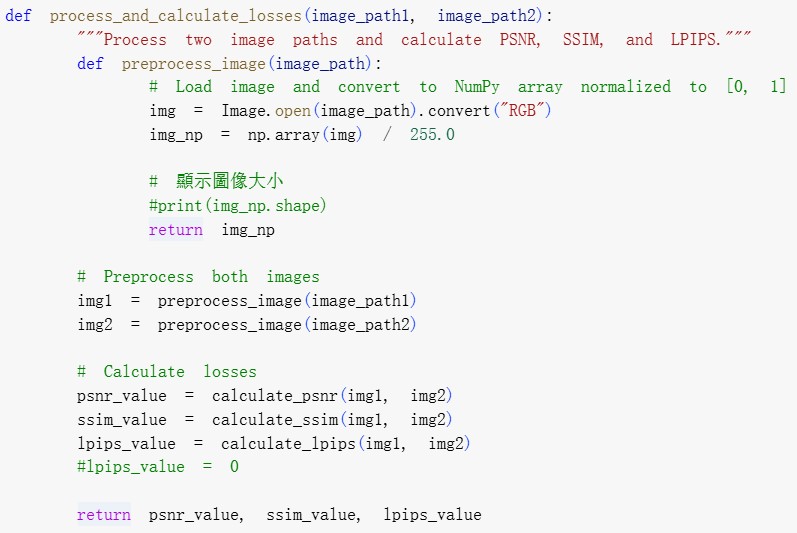 def process_and_calculate_losses(image_path1, image_path2):
"""Process two image paths and calculate PSNR, SSIM, and LPIPS."""
def preprocess_image(image_path):
# Load image and convert to NumPy array normalized to [0, 1]
img = Image.open(image_path).convert("RGB")
img_np = np.array(img) / 255.0
# 顯示圖像大小
#print(img_np.shape)
return img_np
# Preprocess both images
img1 = preprocess_image(image_path1)
img2 = preprocess_image(image_path2)
# Calculate losses
psnr_value = calculate_psnr(img1, img2)
ssim_value = calculate_ssim(img1, img2)
lpips_value = calculate_lpips(img1, img2)
#lpips_value = 0
return psnr_value, ssim_value, lpips_value